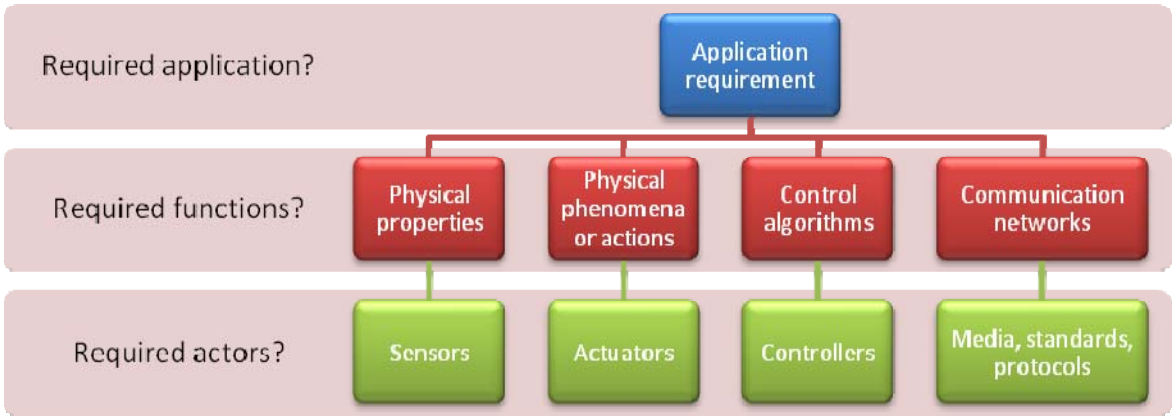 Required application?
Application
requirement
Required functions?
Physical
properties
Physical
phenomena
or actions
Control
algorithms
Communication
networks
Required actors?
Sensors
Actuators
Controllers
Media, standards,
protocols